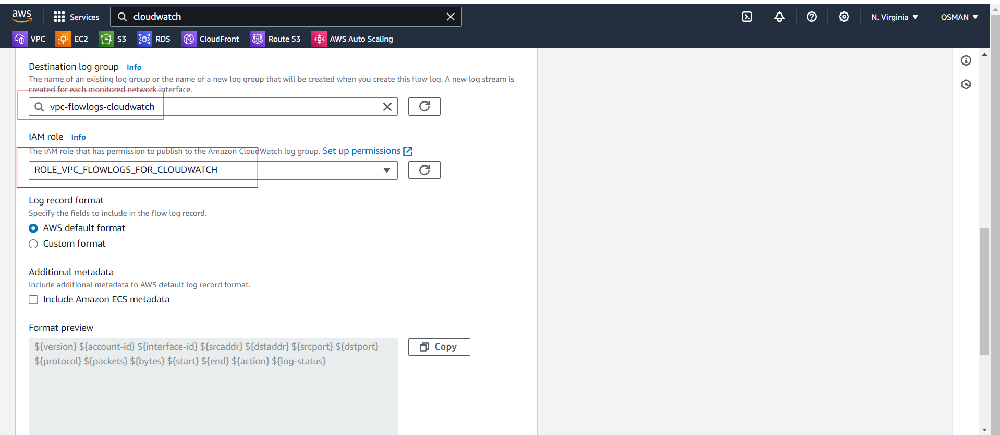 aws Services cloudwatch N. Virginia OSMAN
VPC EC2 S3 RDS CloudFront Route 53 AWS Auto Scaling
Destination log group Info
The name of an existing log group or the name of a new log group that will be created when you create this flow log. A new log stream is
created for each monitored network interface.
vpc-flowlogs-cloudwatch
IAM role Info
The IAM role that has permission to publish to the Amazon CloudWatch log group. Set up permissions
ROLE_VPC_FLOWLOGS_FOR_CLOUDWATCH
Log record format
Specify the fields to include in the flow log record.
AWS default format
Custom format
Additional metadata
Include additional metadata to AWS default log record format.
Include Amazon ECS metadata
Format preview
${version} ${account-id} ${interface-id} ${srcaddr} ${dstaddr} ${srcport} ${dstport}
${protocol} ${packets} ${bytes} ${start} ${end} ${action} ${log-status}
Copy